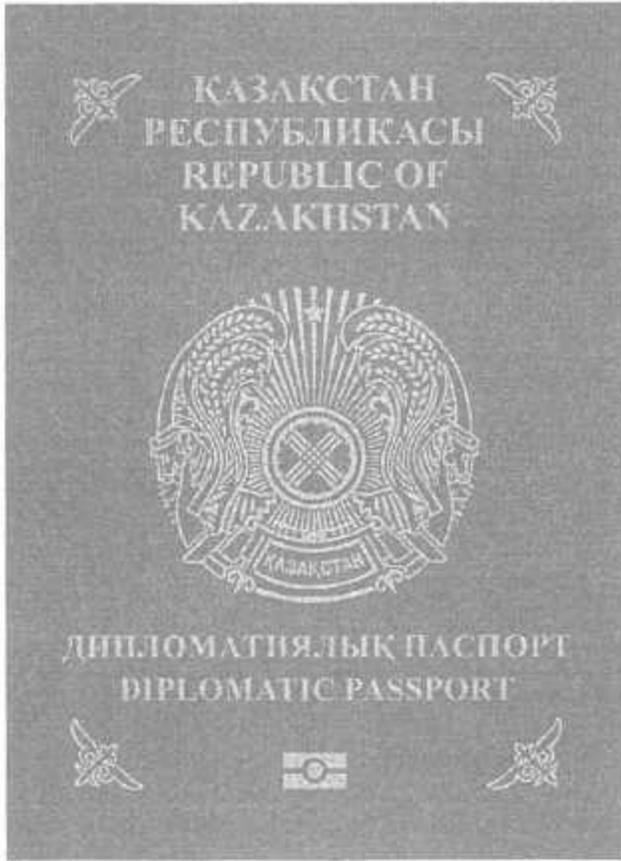 ҚАЗАҚСТАН
РЕСПУБЛИКАСЫ
REPUBLIC OF
KAZAKHSTAN
ҚАЗАҚСТАН
ДИПЛОМАТИЯЛЫҚ ПАСПОРТ
DIPLOMATIC PASSPORT